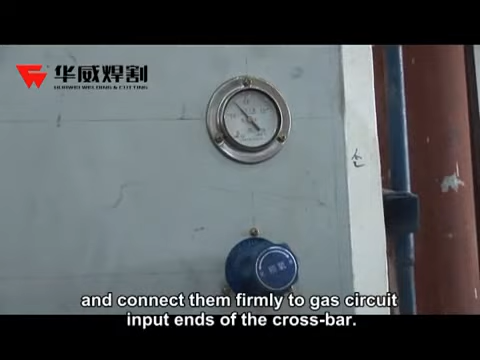 华威焊割
HUAWEI WELDING & CUTTING
and connect them firmly to gas circuit
input ends of the cross-bar.